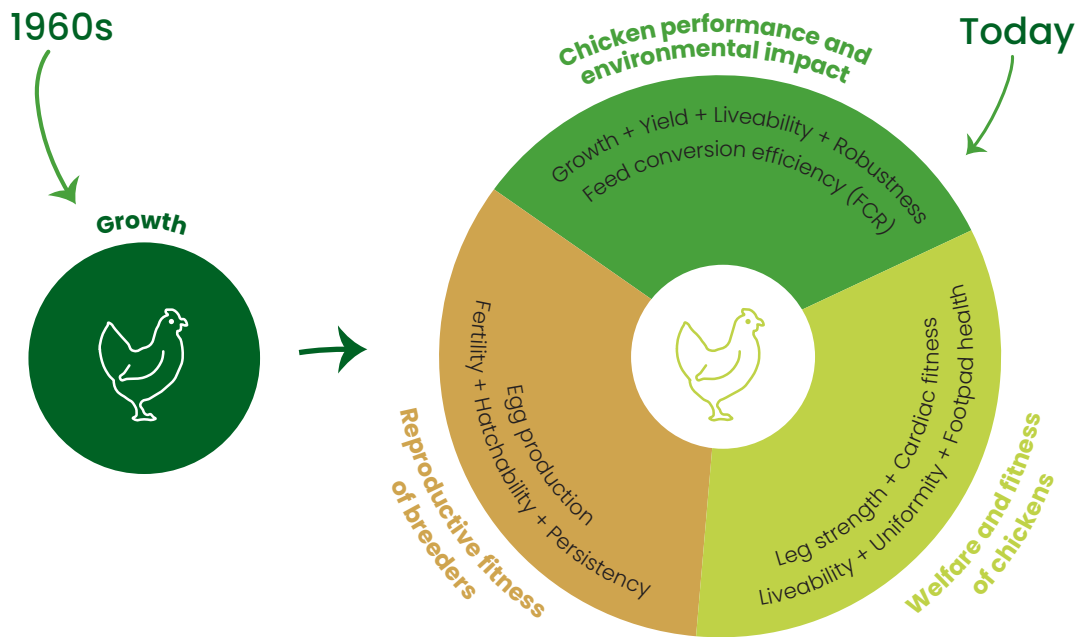 1960s
Growth
Today
Chicken performance and
environmental impact
Growth + Yield + Liveability + Robustness
Feed conversion efficiency (FCR)
Leg strength + Cardiac fitness
Liveability + Uniformity + Footpad health
Welfare and fitness
of chickens
Egg production
Fertility + Hatchability + Persistency
Reproductive fitness
of breeders